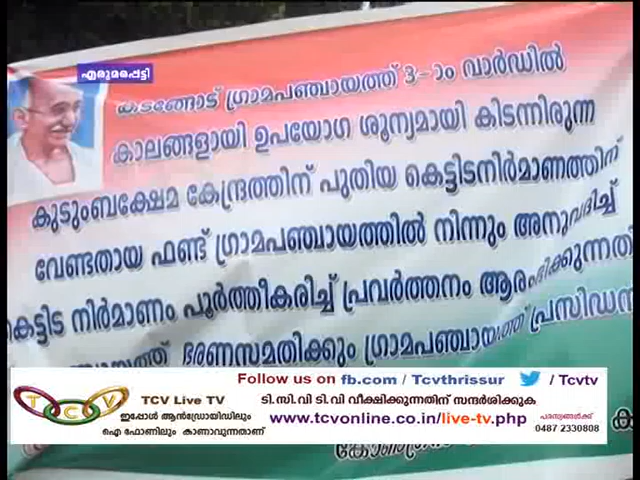 എരുമപ്പെട്ടി
കടങ്ങോട് ഗ്രാമപഞ്ചായത്ത് 3-ാം വാർഡിൽ
കാലങ്ങളായി ഉപയോഗ ശൂന്യമായി കിടന്നിരുന്ന
കുടുംബക്ഷേമ കേന്ദ്രത്തിന് പുതിയ കെട്ടിടനിർമാണത്തിന്
വേണ്ടതായ ഫണ്ട് ഗ്രാമപഞ്ചായത്തിൽ നിന്നും അനുവദിച്ച്
കെട്ടിട നിർമാണം പൂർത്തീകരിച്ച് പ്രവർത്തനം ആരംഭിക്കുന്നതി
ഭരണസമതിക്കും ഗ്രാമപഞ്ചായത്ത് പ്രസിഡന
Follow us on fb.com / Tcvthrissur / Tcvtv
TCV
TCV Live TV
ഇപ്പോൾ ആൻഡ്രോയിഡിലും
ഐ ഫോണിലും കാണാവുന്നതാണ്
ടി.സി.വി ടി.വി വീക്ഷിക്കുന്നതിന് സന്ദർശിക്കുക
www.tcvonline.co.in/live-tv.php
പരസ്യങ്ങൾക്ക്
0487 2330808